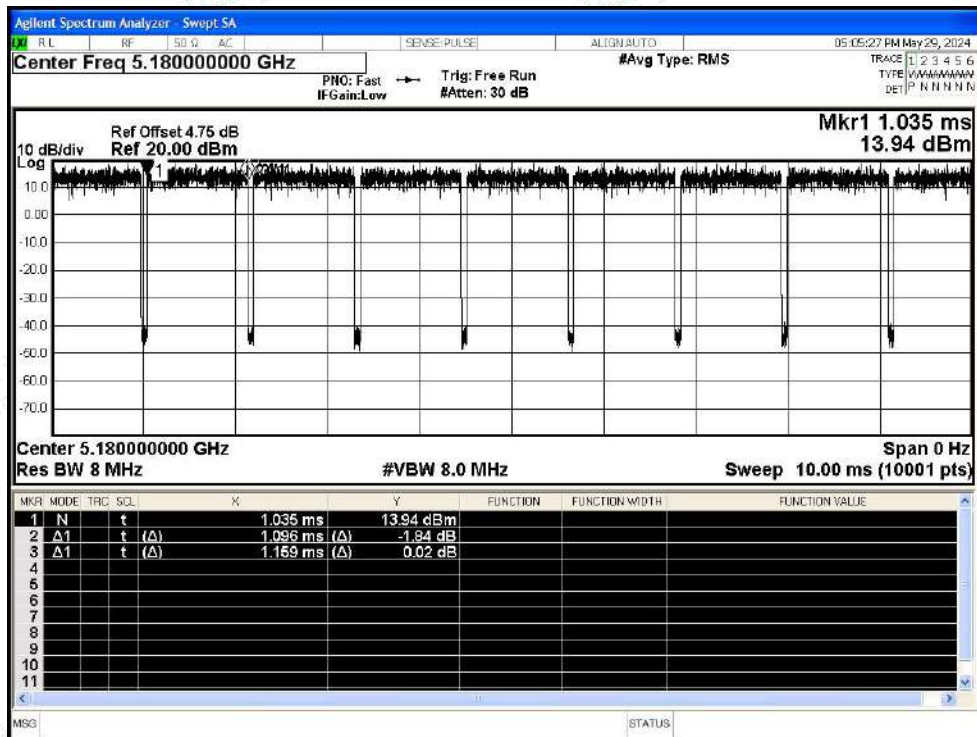 Agilent Spectrum Analyzer - Swept SA
LXI RL RF 50 Ω AC SENSE:PULSE ALIGNAUTO 05:05:27 PM May 29, 2024
Center Freq 5.180000000 GHz #Avg Type: RMS TRACE 1 2 3 4 5 6
PNO: Fast Trig: Free Run TYPE
IFGain:Low #Atten: 30 dB DET P N N N N N
Mkr1 1.035 ms
Ref Offset 4.75 dB
10 dB/div Ref 20.00 dBm 13.94 dBm
Log
1
10.0
0.00
-10.0
-20.0
-30.0
-40.0
-50.0
-60.0
-70.0
Center 5.180000000 GHz Span 0 Hz
Res BW 8 MHz #VBW 8.0 MHz Sweep 10.00 ms (10001 pts)
MKR MODE TRC SCL X Y FUNCTION FUNCTION WIDTH FUNCTION VALUE
1 N t 1.035 ms 13.94 dBm
2 Δ1 t (Δ) 1.096 ms (Δ) -1.84 dB
3 Δ1 t (Δ) 1.159 ms (Δ) 0.02 dB
4
5
6
7
8
9
10
11
MSG STATUS